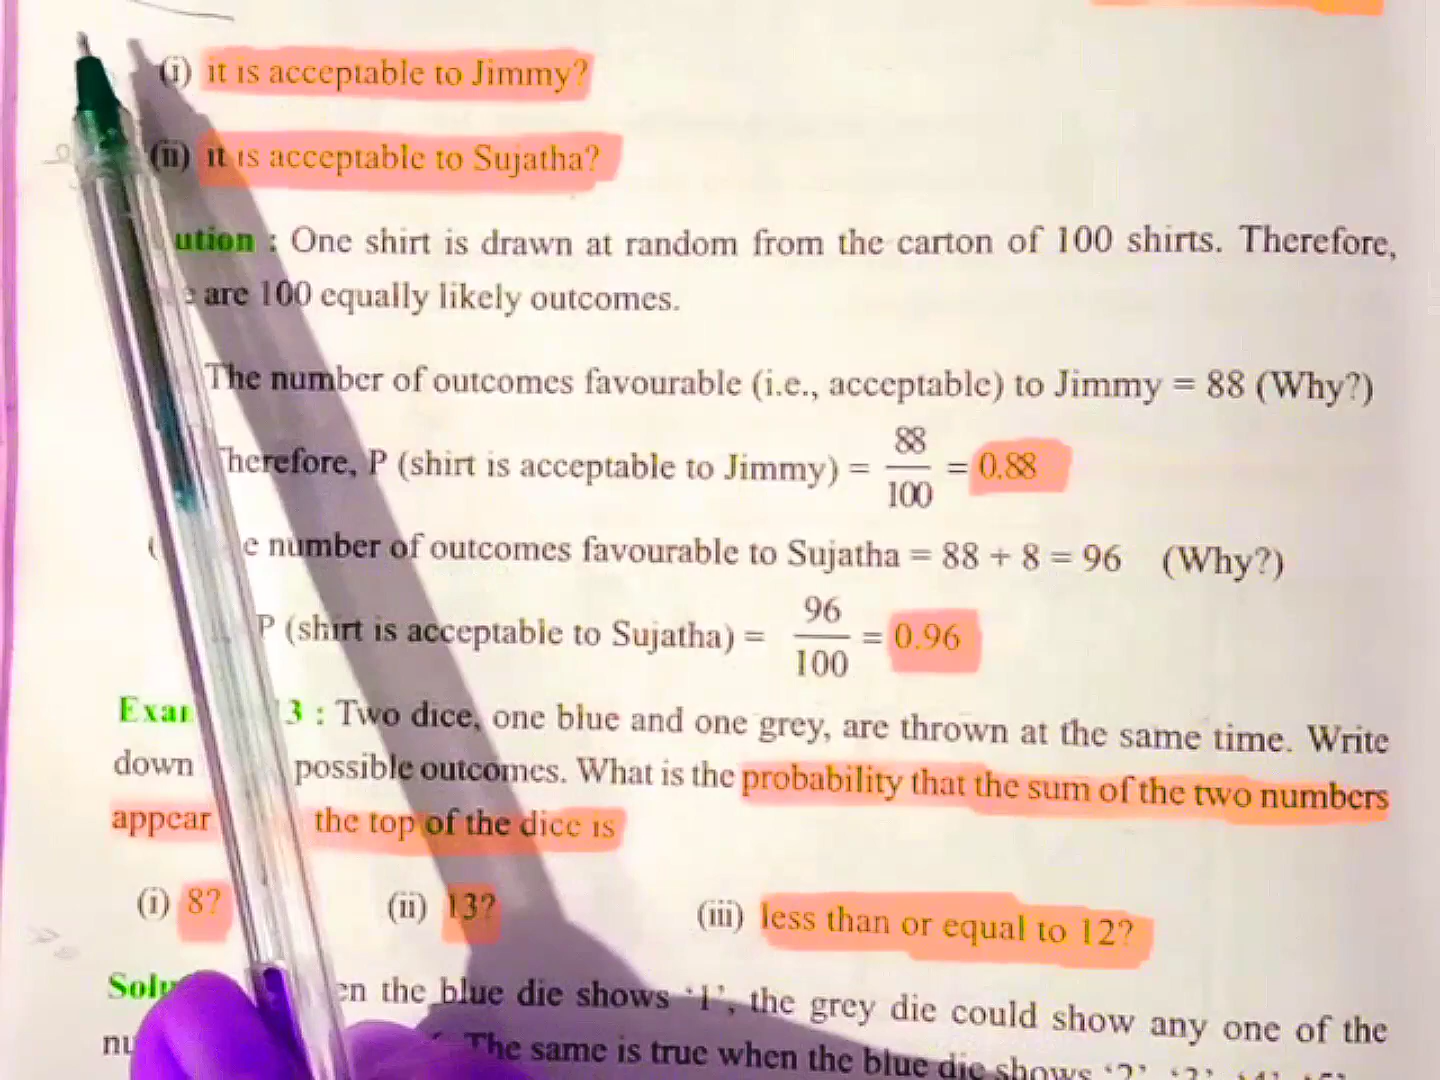 (i) it is acceptable to Jimmy?
(ii) it is acceptable to Sujatha?
ution : One shirt is drawn at random from the carton of 100 shirts. Therefore,
are 100 equally likely outcomes.
The number of outcomes favourable (i.e., acceptable) to Jimmy = 88 (Why?)
herefore, P (shirt is acceptable to Jimmy) = 88/100 = 0.88
e number of outcomes favourable to Sujatha = 88 + 8 = 96 (Why?)
P (shirt is acceptable to Sujatha) = 96/100 = 0.96
Exa 3 : Two dice, one blue and one grey, are thrown at the same time. Write
down possible outcomes. What is the probability that the sum of the two numbers
appear the top of the dice is
(i) 8? (ii) 13? (iii) less than or equal to 12?
Solu en the blue die shows ‘1’, the grey die could show any one of the
nu The same is true when the blue die shows ‘2’, ‘3’, ‘4’, ‘5’